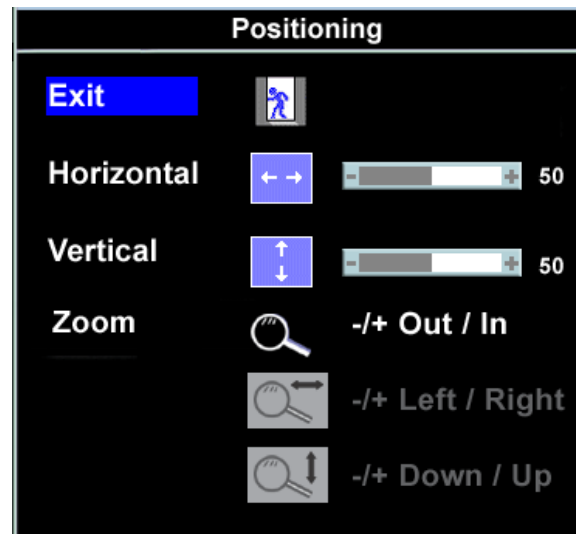 Positioning
Exit
Horizontal - + 50
Vertical - + 50
Zoom -/+ Out / In
-/+ Left / Right
-/+ Down / Up